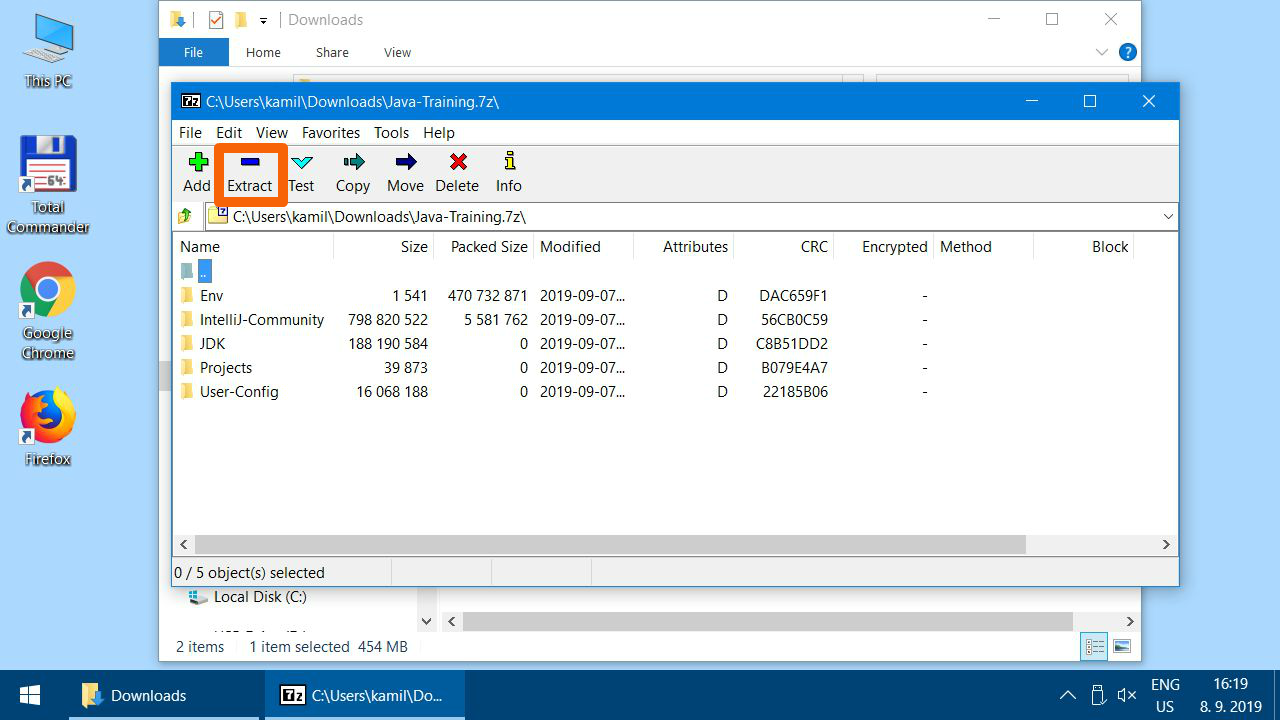 Downloads
File Home Share View
?
7z C:\Users\kamil\Downloads\Java-Training.7z\
File Edit View Favorites Tools Help
Add Extract Test Copy Move Delete Info
C:\Users\kamil\Downloads\Java-Training.7z\
Name Size Packed Size Modified Attributes CRC Encrypted Method Block
..
Env 1 541 470 732 871 2019-09-07... D DAC659F1 -
IntelliJ-Community 798 820 522 5 581 762 2019-09-07... D 56CB0C59 -
JDK 188 190 584 0 2019-09-07... D C8B51DD2 -
Projects 39 873 0 2019-09-07... D B079E4A7 -
User-Config 16 068 188 0 2019-09-07... D 22185B06 -
0 / 5 object(s) selected
Local Disk (C:)
2 items 1 item selected 454 MB
This PC
64
Total
Commander
Google
Chrome
Firefox
Downloads
7z C:\Users\kamil\Do...
ENG
US
16:19
8. 9. 2019